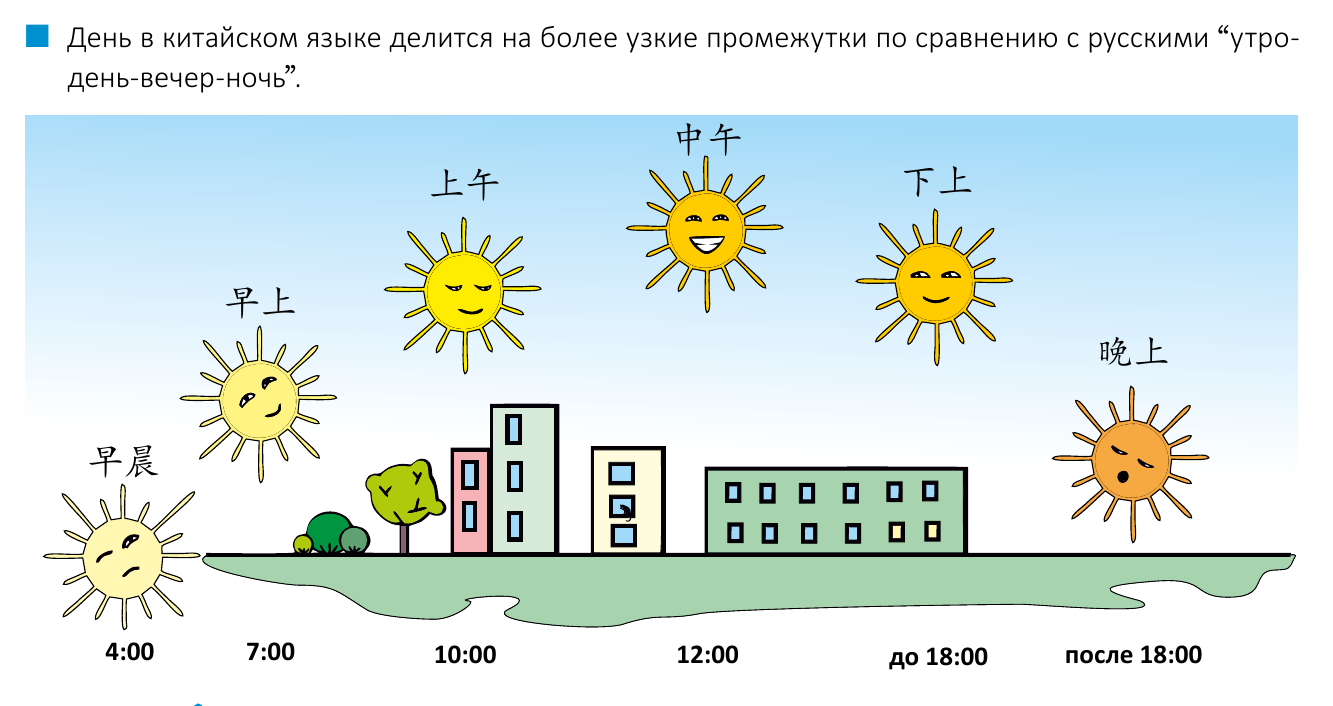 День в китайском языке делится на более узкие промежутки по сравнению с русскими “утро-
день-вечер-ночь”.
中午
上午
下上
早上
晚上
早晨
4:00 7:00 10:00 12:00 до 18:00 после 18:00